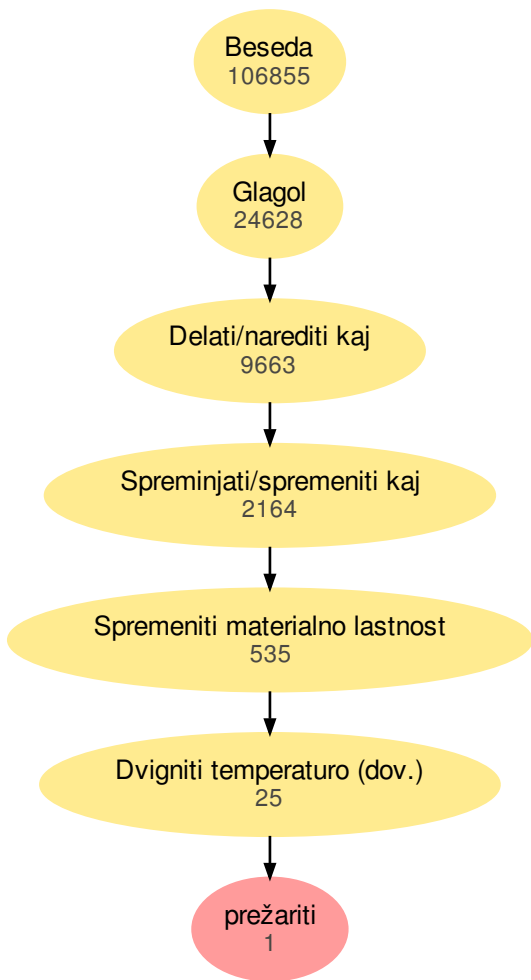 Beseda
106855
Glagol
24628
Delati/narediti kaj
9663
Spreminjati/spremeniti kaj
2164
Spremeniti materialno lastnost
535
Dvigniti temperaturo (dov.)
25
prežariti
1